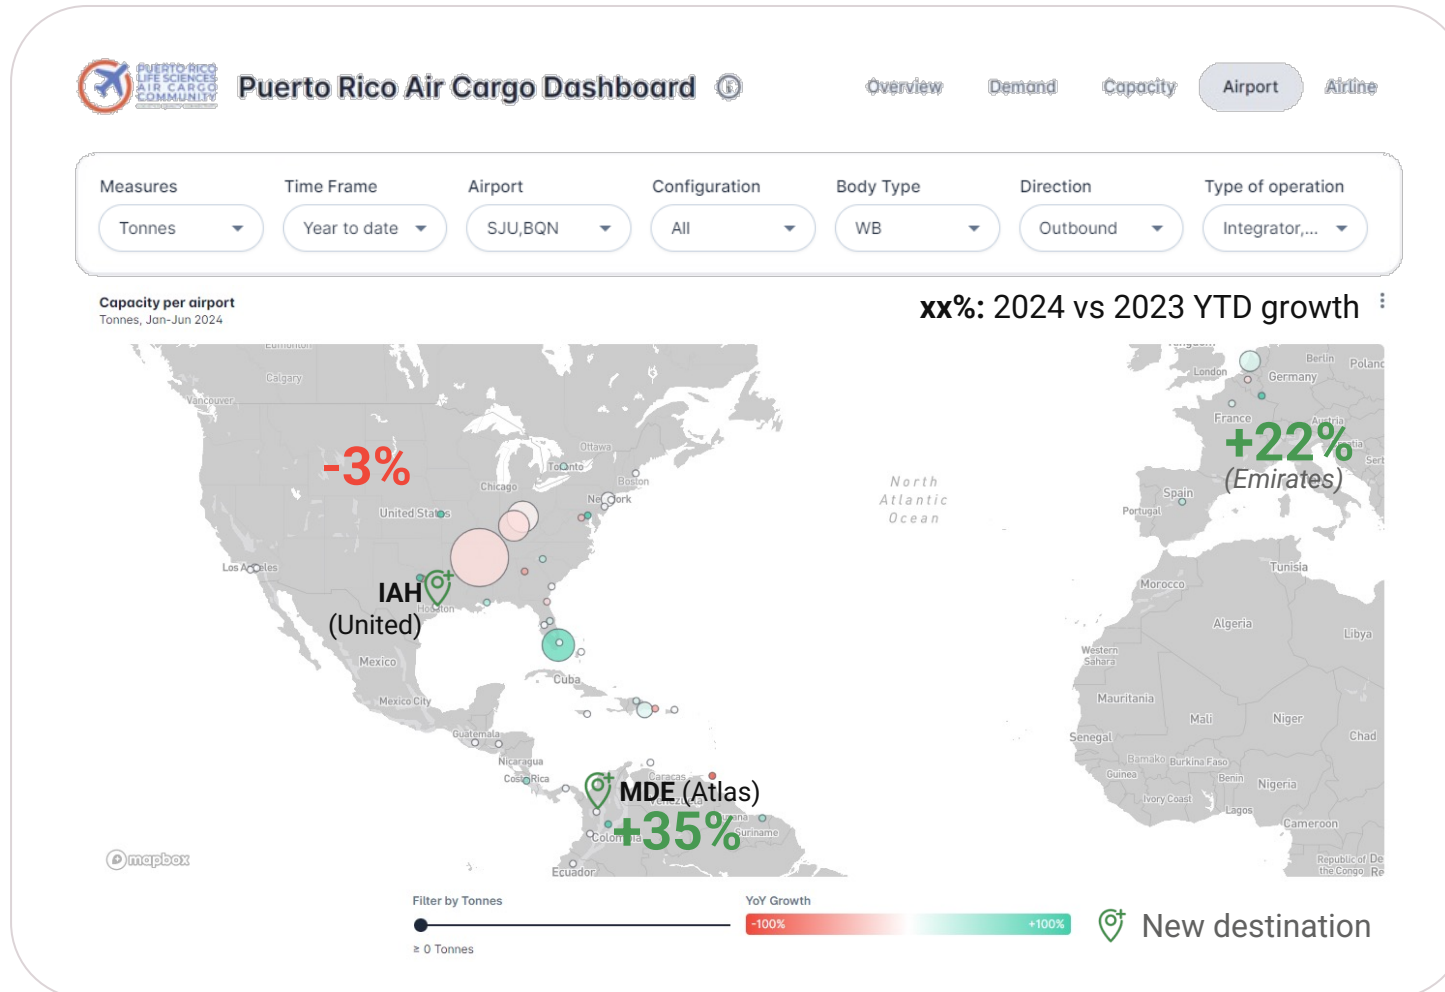 PUERTO RICO
LIFE SCIENCES
AIR CARGO
COMMUNITY
Puerto Rico Air Cargo Dashboard
Overview
Demand
Capacity
Airport
Airline
Measures
Time Frame
Airport
Configuration
Body Type
Direction
Type of operation
Tonnes
Year to date
SJU,BQN
All
WB
Outbound
Integrator,...
Capacity per airport
Tonnes, Jan-Jun 2024
xx%: 2024 vs 2023 YTD growth
Edmonton
Calgary
Vancouver
-3%
Ottawa
Toronto
Chicago
Boston
New York
United States
Los Angeles
IAH
(United)
Houston
Mexico
Mexico City
Cuba
Guatemala
Nicaragua
Costa Rica
Caracas
Venezuela
MDE (Atlas)
+35%
Colombia
Suriname
Ecuador
North
Atlantic
Ocean
London
Berlin
Poland
Germany
France
Austria
+22%
(Emirates)
Spain
Portugal
Tunisia
Morocco
Algeria
Libya
Western
Sahara
Mauritania
Mali
Niger
Chad
Senegal
Bamako
Burkina Faso
Guinea
Benin
Nigeria
Ivory Coast
Lagos
Cameroon
Republic of
the Congo
De
Re
mapbox
Filter by Tonnes
≥ 0 Tonnes
YoY Growth
-100%
+100%
New destination